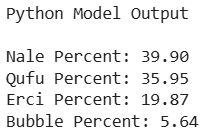 Python Model Output
Nale Percent: 39.90
Qufu Percent: 35.95
Erci Percent: 19.87
Bubble Percent: 5.64